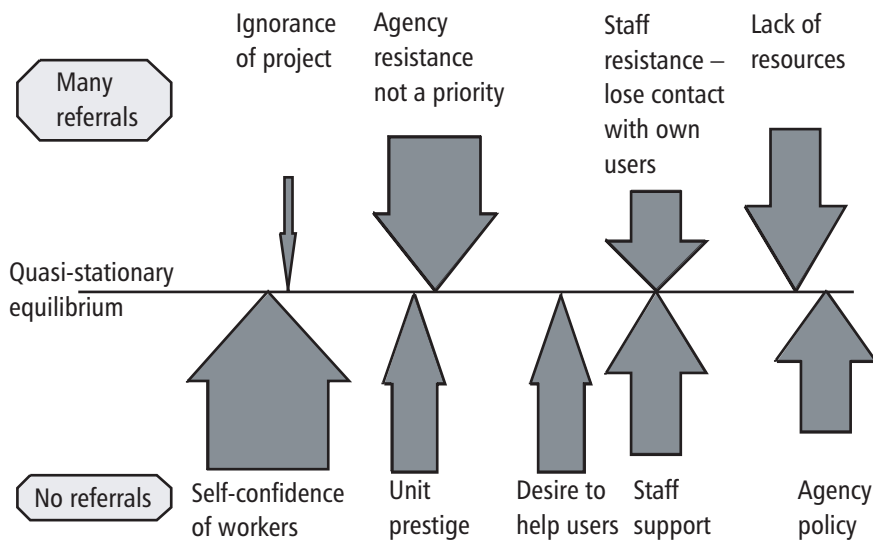 Ignorance
of project
Agency
resistance
not a priority
Staff
resistance –
lose contact
with own
users
Lack of
resources
Many
referrals
Quasi-stationary
equilibrium
No referrals
Self-confidence
of workers
Unit
prestige
Desire to
help users
Staff
support
Agency
policy